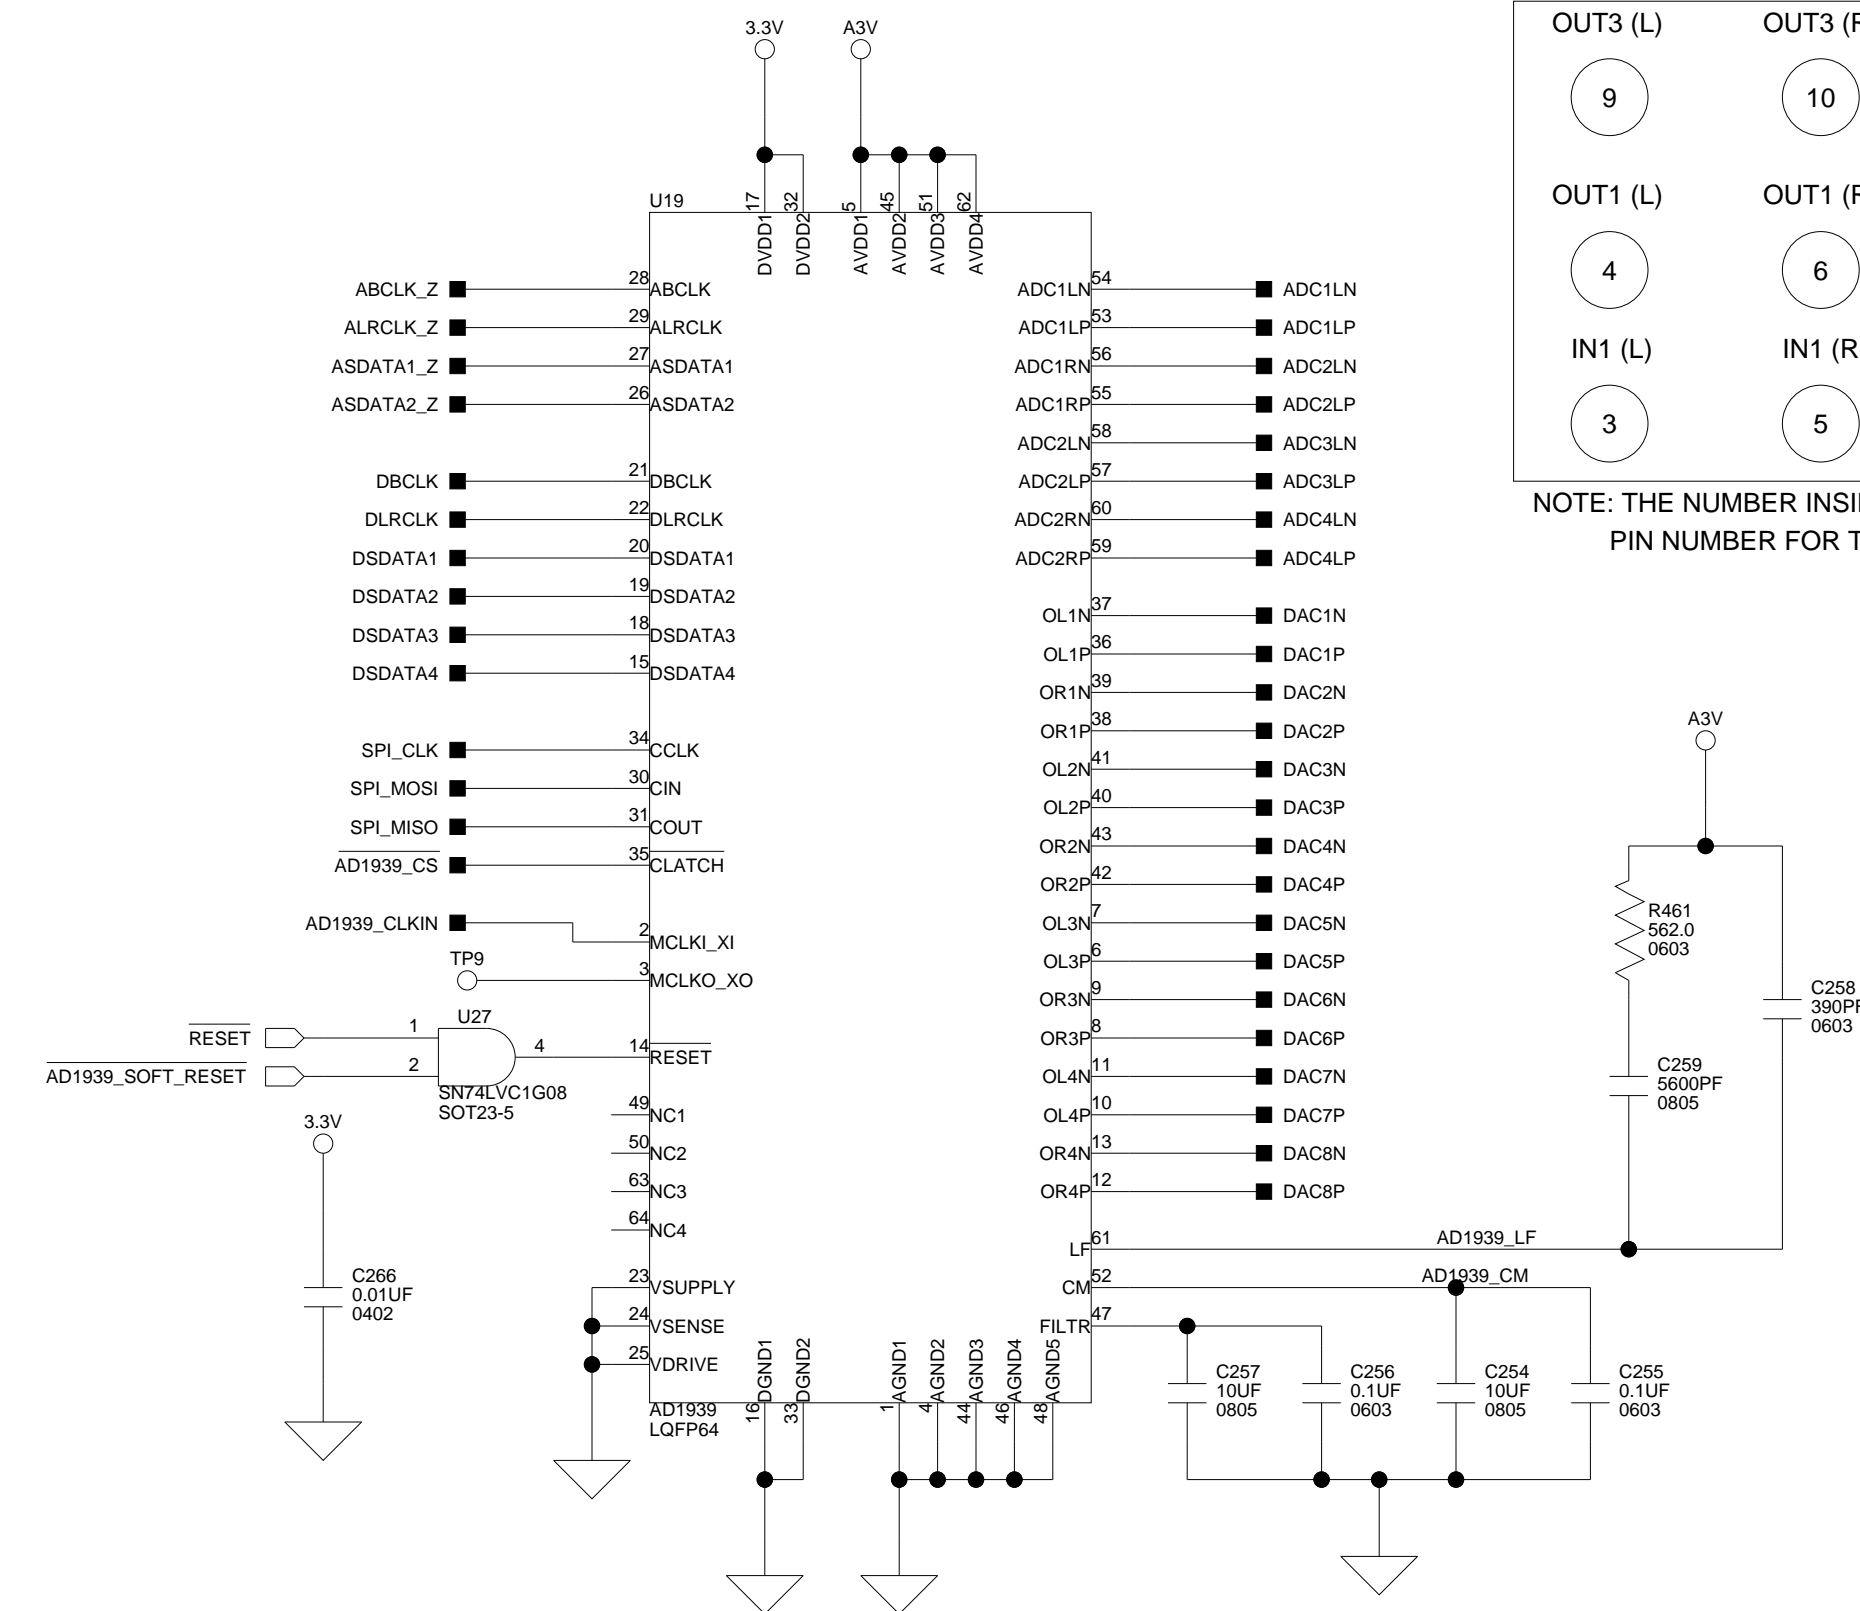 3.3V
A3V
OUT3 (L)
9
10
OUT1 (L)
4
6
IN1 (L)
3
5
NOTE: THE NUMBER
PIN NUMBER FOR
U19
17
32
5
45
51
62
DVDD1
DVDD2
AVDD1
AVDD2
AVDD3
AVDD4
ABCLK_Z 28 ABCLK
ALRCLK_Z 29 ALRCLK
ASDATA1_Z 27 ASDATA1
ASDATA2_Z 26 ASDATA2
DBCLK 21 DBCLK
DLRCLK 22 DLRCLK
DSDATA1 20 DSDATA1
DSDATA2 19 DSDATA2
DSDATA3 18 DSDATA3
DSDATA4 15 DSDATA4
SPI_CLK 34 CCLK
SPI_MOSI 30 CIN
SPI_MISO 31 COUT
AD1939_CS 35 CLATCH
AD1939_CLKIN 2 MCLKI_XI
TP9 3 MCLKO_XO
RESET 1
AD1939_SOFT_RESET 2
U27
4
SN74LVC1G08
SOT23-5
14 RESET
49 NC1
50 NC2
63 NC3
64 NC4
23 VSUPPLY
24 VSENSE
25 VDRIVE
3.3V
C266
0.01UF
0402
AD1939
LQFP64
DGND1
DGND2
AGND1
AGND2
AGND3
AGND4
AGND5
16
33
1
4
44
46
48
ADC1LN 54 ADC1LN
ADC1LP 53 ADC1LP
ADC1RN 56 ADC2LN
ADC1RP 55 ADC2LP
ADC2LN 58 ADC3LN
ADC2LP 57 ADC3LP
ADC2RN 60 ADC4LN
ADC2RP 59 ADC4LP
OL1N 37 DAC1N
OL1P 36 DAC1P
OR1N 39 DAC2N
OR1P 38 DAC2P
OL2N 41 DAC3N
OL2P 40 DAC3P
OR2N 43 DAC4N
OR2P 42 DAC4P
OL3N 7 DAC5N
OL3P 6 DAC5P
OR3N 9 DAC6N
OR3P 8 DAC6P
OL4N 11 DAC7N
OL4P 10 DAC7P
OR4N 13 DAC8N
OR4P 12 DAC8P
LF 61 AD1939_LF
CM 52 AD1939_CM
FILTR 47
A3V
R461
562.0
0603
C258
0603
C259
5600PF
0805
C257
10UF
0805
C256
0.1UF
0603
C254
10UF
0805
C255
0.1UF
0603